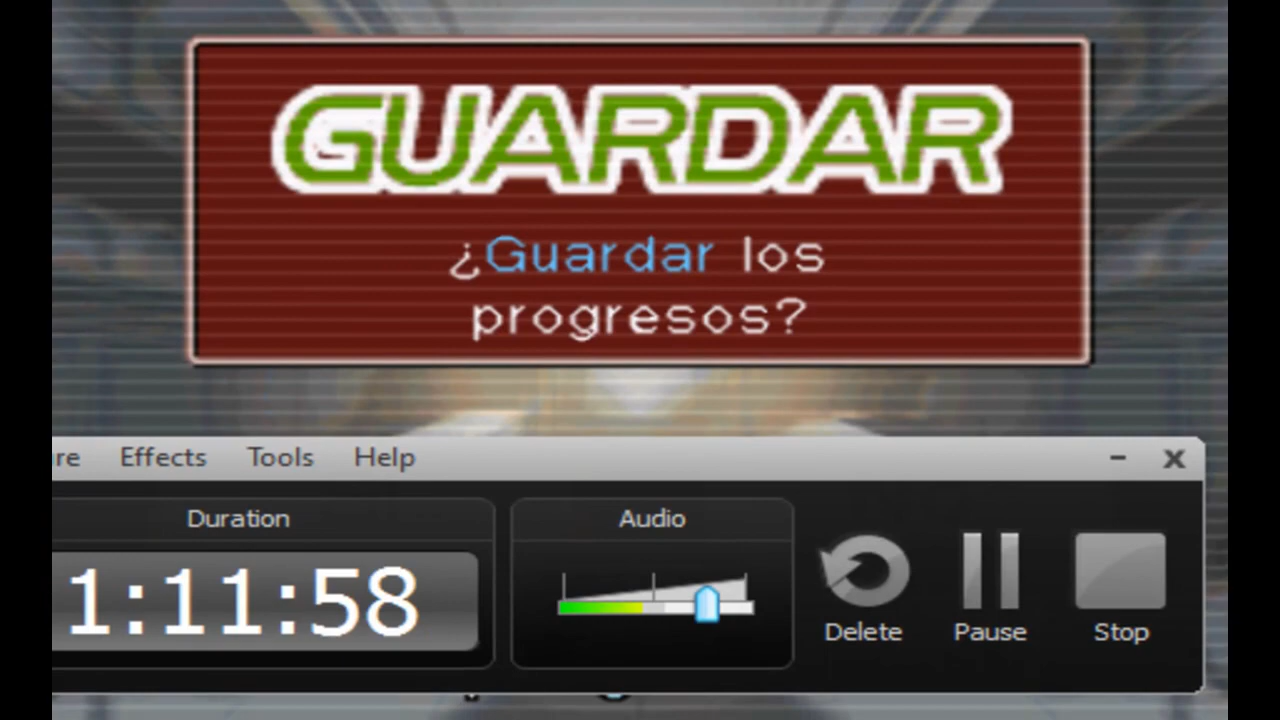 GUARDAR
¿Guardar los
progresos?
re Effects Tools Help
Duration Audio
1:11:58
Delete Pause Stop